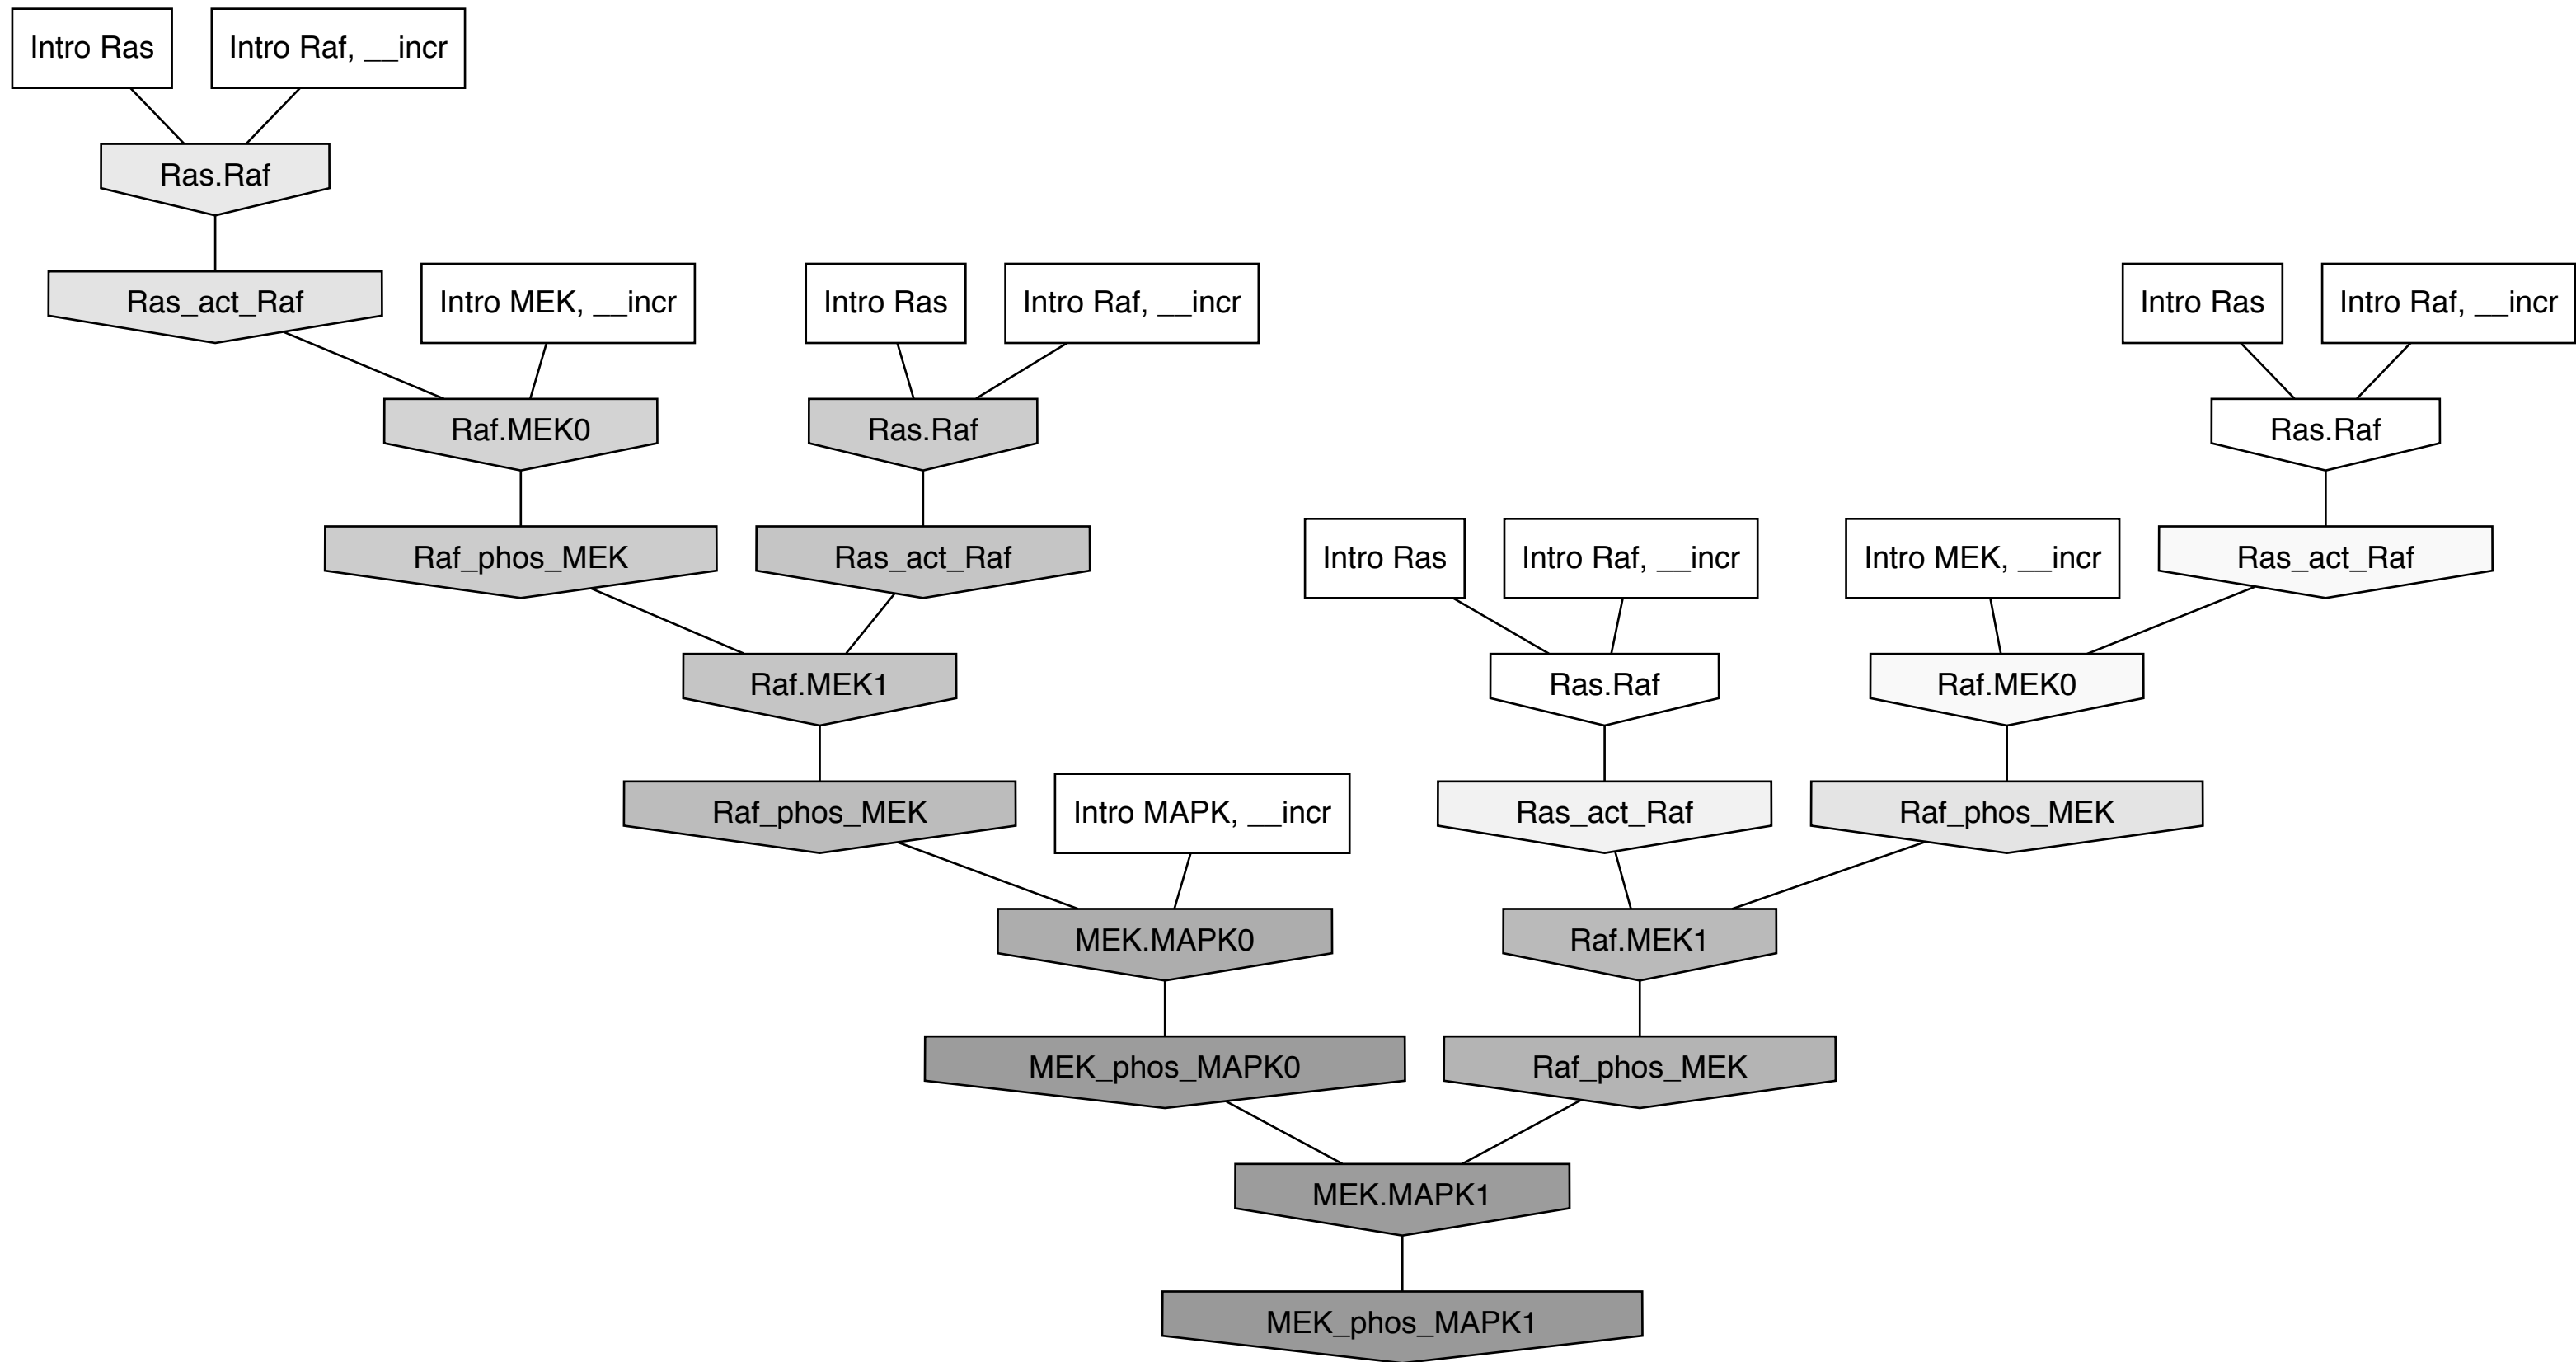 Intro Ras
Intro Raf, __incr
Ras.Raf
Ras_act_Raf
Intro MEK, __incr
Intro Ras
Intro Raf, __incr
Intro Ras
Intro Raf, __incr
Raf.MEK0
Ras.Raf
Ras.Raf
Raf_phos_MEK
Ras_act_Raf
Intro Ras
Intro Raf, __incr
Intro MEK, __incr
Ras_act_Raf
Raf.MEK1
Ras.Raf
Raf.MEK0
Raf_phos_MEK
Intro MAPK, __incr
Ras_act_Raf
Raf_phos_MEK
MEK.MAPK0
Raf.MEK1
MEK_phos_MAPK0
Raf_phos_MEK
MEK.MAPK1
MEK_phos_MAPK1